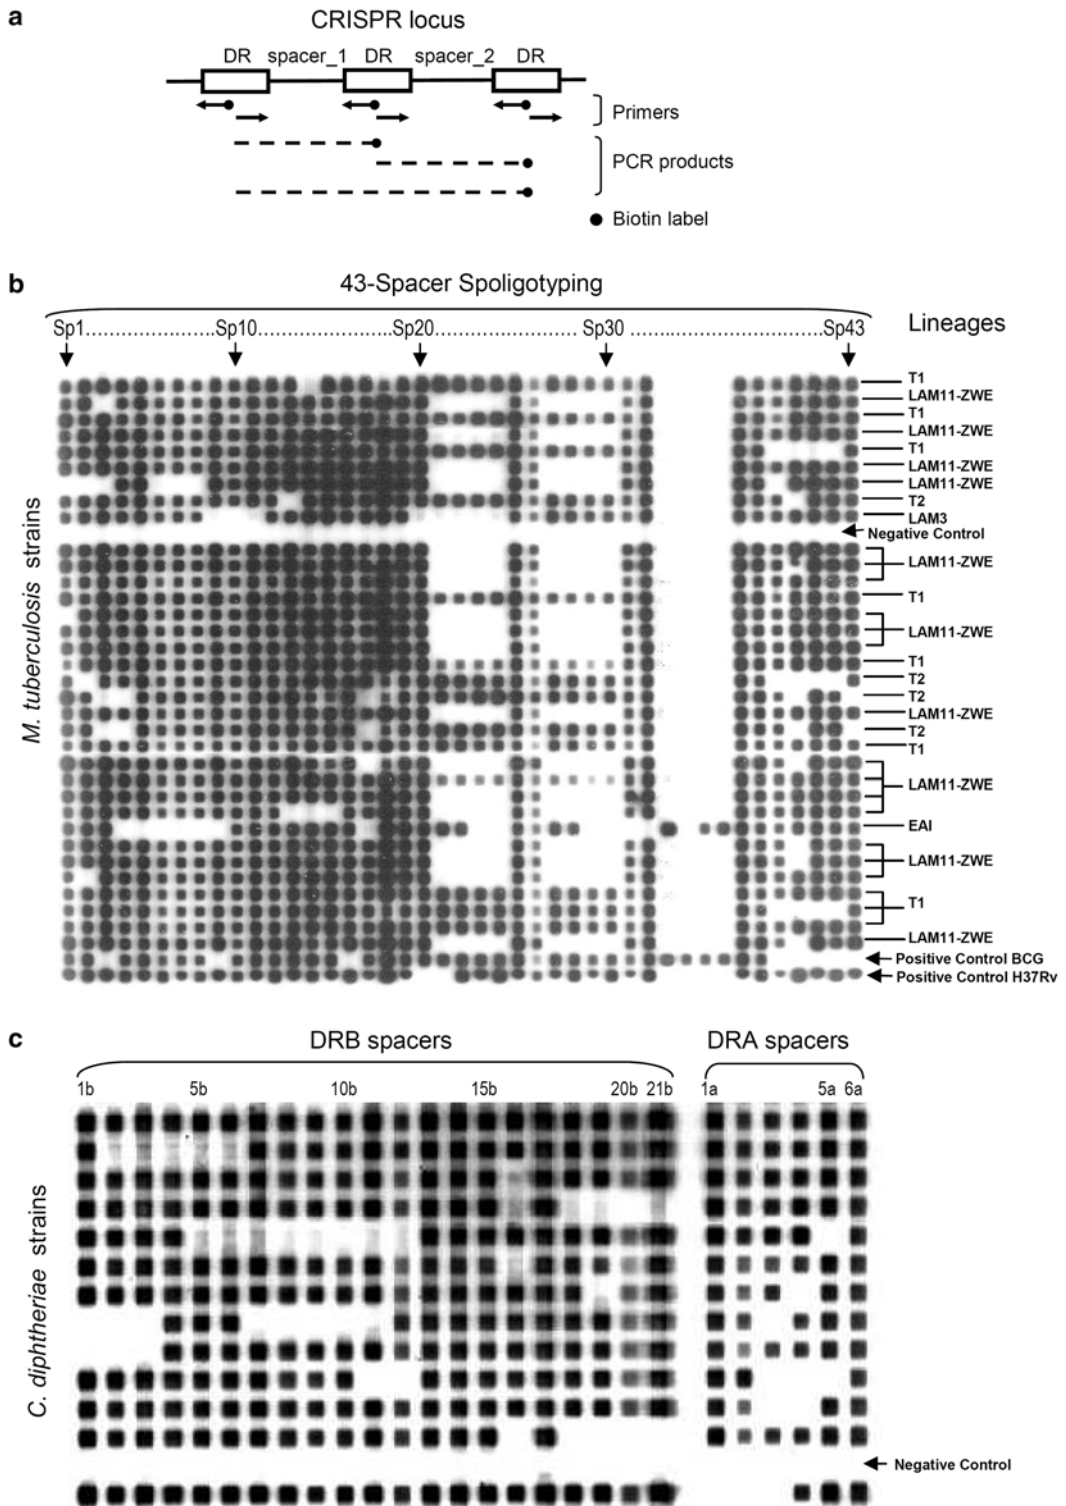 a
CRISPR locus
DR spacer_1 DR spacer_2 DR
Primers
PCR products
Biotin label
b
43-Spacer Spoligotyping
Sp1................Sp10..................Sp20................... Sp30 ........................Sp43
Lineages
M. tuberculosis strains
T1
LAM11-ZWE
T1
LAM11-ZWE
T1
LAM11-ZWE
LAM11-ZWE
T2
LAM3
Negative Control
LAM11-ZWE
T1
LAM11-ZWE
T1
T2
T2
LAM11-ZWE
T2
T1
LAM11-ZWE
EAI
LAM11-ZWE
T1
LAM11-ZWE
Positive Control BCG
Positive Control H37Rv
c
DRB spacers DRA spacers
1b 5b 10b 15b 20b 21b 1a 5a 6a
C. diphtheriae strains
Negative Control